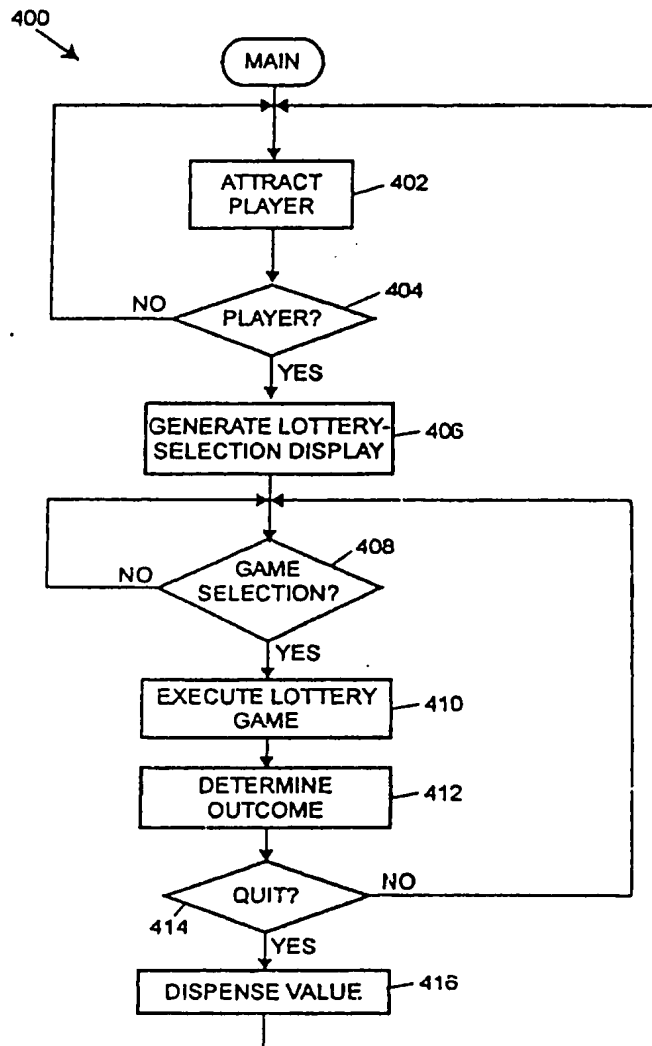 400
MAIN
ATTRACT
PLAYER
402
PLAYER?
404
NO
YES
GENERATE LOTTERY-
SELECTION DISPLAY
406
GAME
SELECTION?
408
NO
YES
EXECUTE LOTTERY
GAME
410
DETERMINE
OUTCOME
412
QUIT?
NO
414
YES
DISPENSE VALUE
416